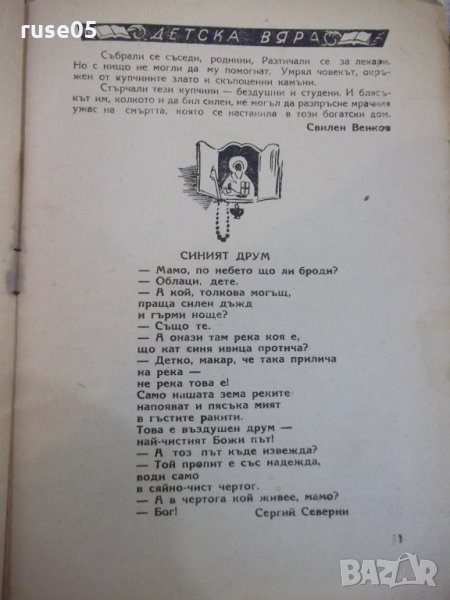 ruse05
ДЕТСКА ВЯРА
Събрали се съседи, роднини, Разтичали се за лекари.
Но с нищо не могли да му помогнат. Умрял човекът, окръ-
жен от купчините злато и скъпоценни камъни.
Стърчали тези купчини — бездушни и студени. И блясъ-
кът им, колкото и да бил силен, не могъл да разпръсне мрачния
ужас на смъртта, която се настанила в този богатски дом.
Свилен Венков
СИНИЯТ ДРУМ
— Мамо, по небето що ли броди?
— Облаци, дете.
— А кой, толкова могъщ,
праща силен дъжд
и гърми ноще?
— Също те.
— А онази там река коя е,
що кат синя ивица протича?
— Детко, макар, че така прилича
на река —
не река това е!
Само нашата зема реките
напояват и пясъка мият
в гъстите ракити.
Това е въздушен друм —
най-чистият Божи път!
— А тоз път къде извежда?
— Той пропит е със надежда,
води само
в сяйно-чист чертог.
— А в чертога кой живее, мамо?
— Бог! Сергий Северни
BAZAR
bg